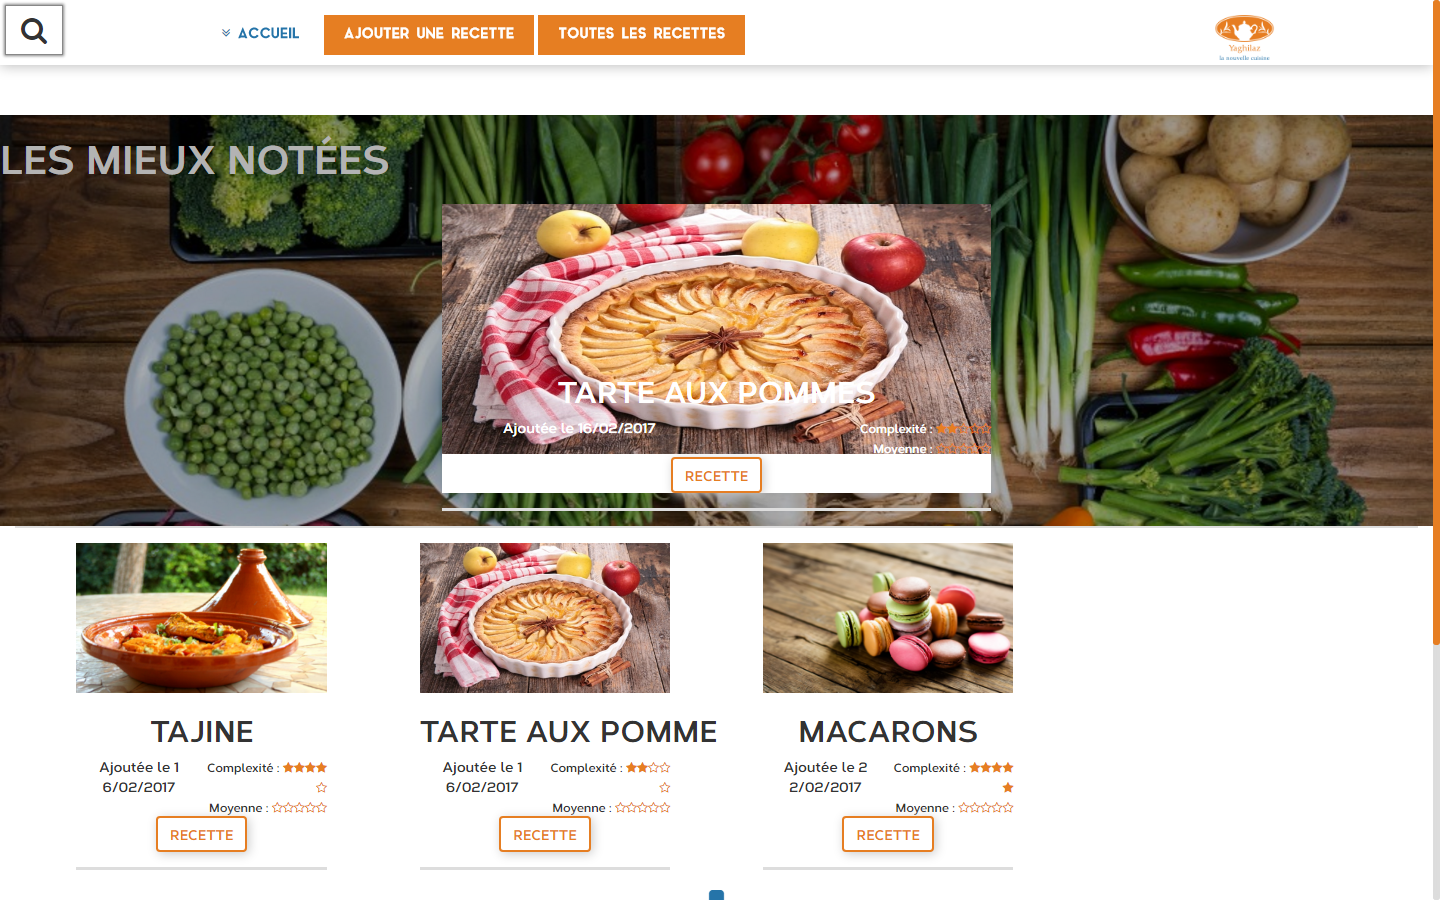 ACCUEIL
AJOUTER UNE RECETTE
TOUTES LES RECETTES
Yaghilaz
la nouvelle cuisine
LES MIEUX NOTÉES
TARTE AUX POMMES
Ajoutée le 16/02/2017
Complexité :
Moyenne :
RECETTE
TAJINE
Ajoutée le 1
6/02/2017
Complexité :
Moyenne :
RECETTE
TARTE AUX POMME
Ajoutée le 1
6/02/2017
Complexité :
Moyenne :
RECETTE
MACARONS
Ajoutée le 2
2/02/2017
Complexité :
Moyenne :
RECETTE